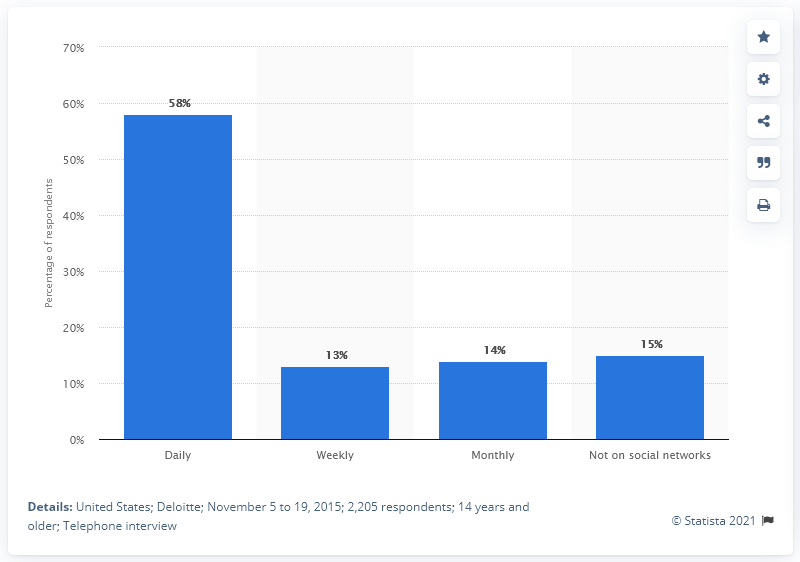 70%
60%
58%
50%
40%
30%
20%
10%
0%
13%
14%
15%
Percentage of respondents
Daily
Weekly
Monthly
Not on social networks
Details: United States; Deloitte; November 5 to 19, 2015; 2,205 respondents; 14 years and
older; Telephone interview
© Statista 2021